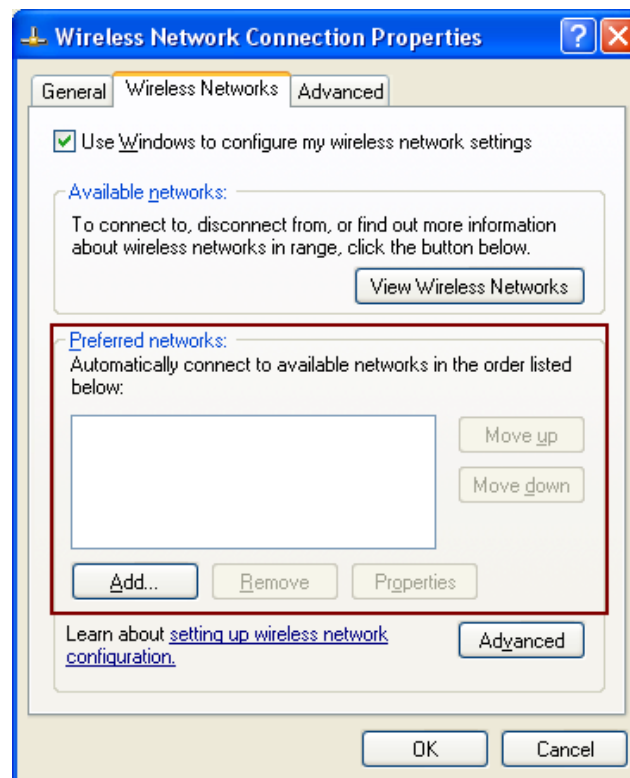 Wireless Network Connection Properties
General
Wireless Networks
Advanced
Use Windows to configure my wireless network settings
Available networks:
To connect to, disconnect from, or find out more information
about wireless networks in range, click the button below.
View Wireless Networks
Preferred networks:
Automatically connect to available networks in the order listed
below:
Move up
Move down
Add...
Remove
Properties
Learn about setting up wireless network
configuration.
Advanced
OK
Cancel